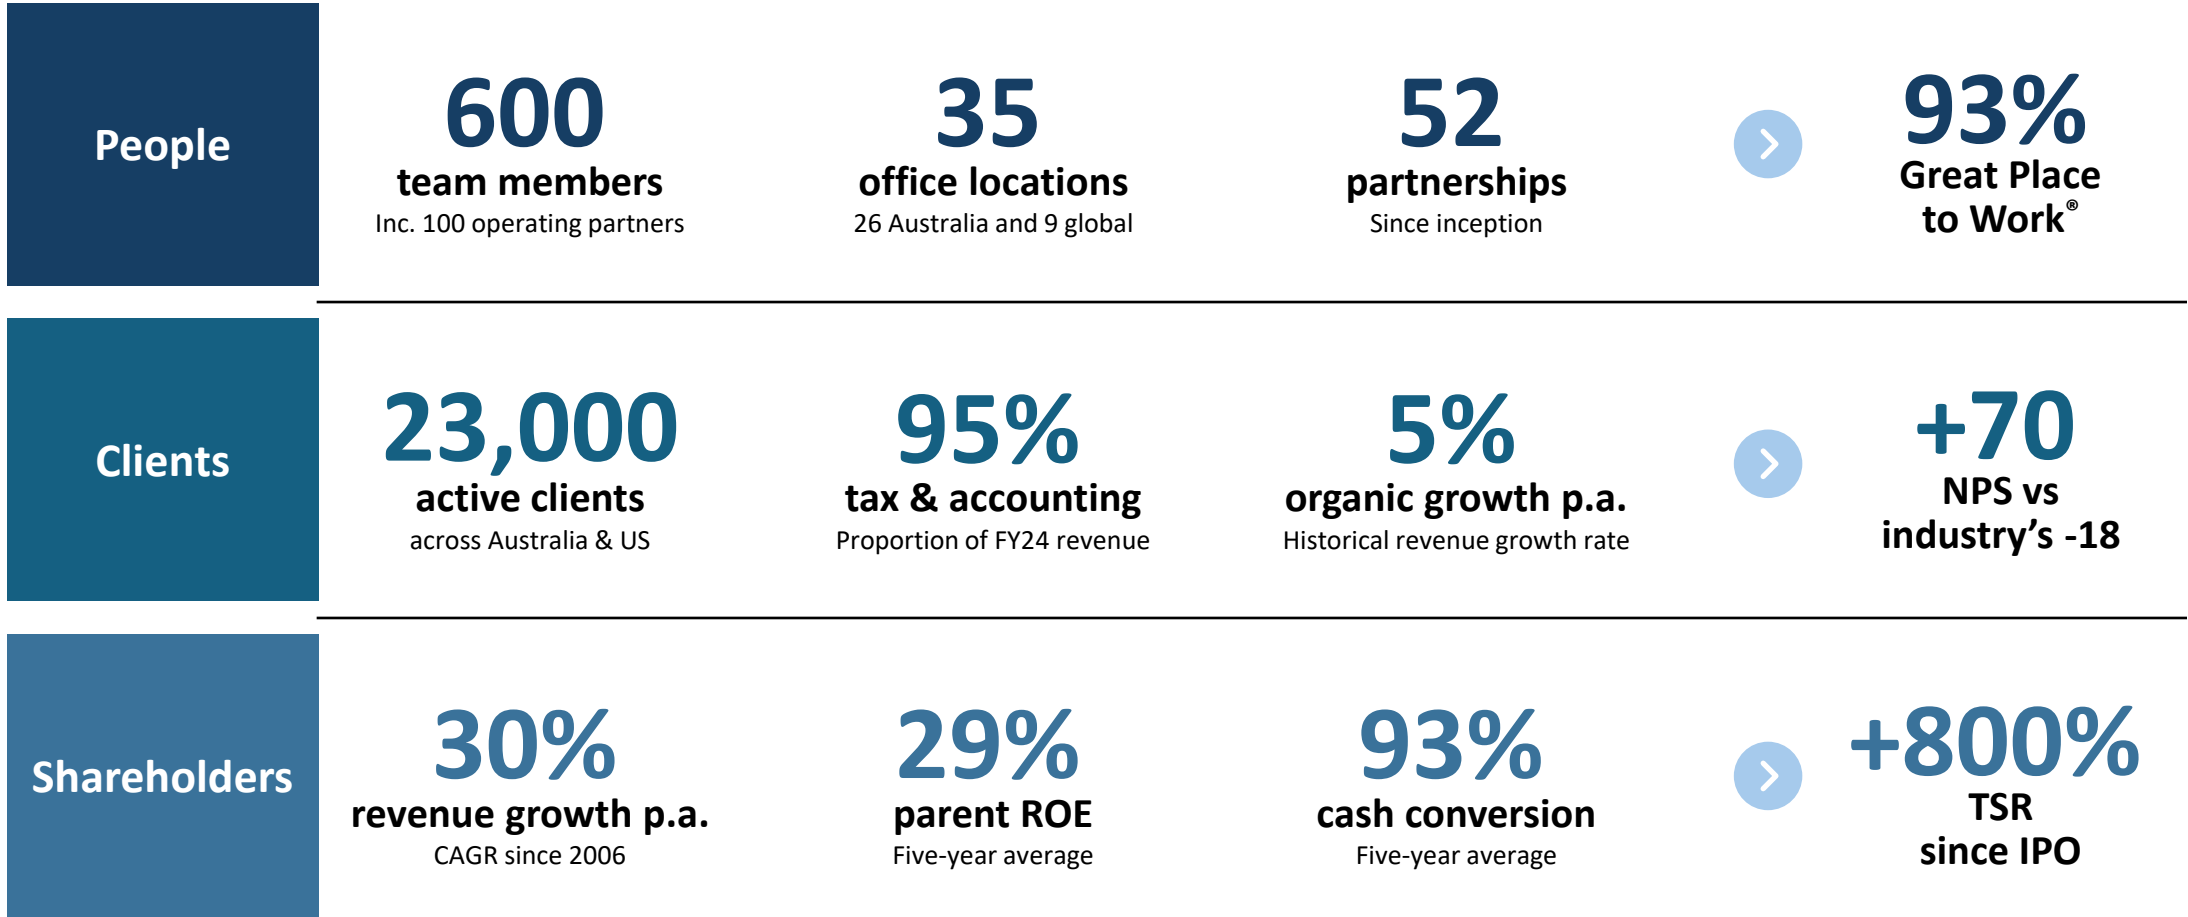 People
600
team members
Inc. 100 operating partners
35
office locations
26 Australia and 9 global
52
partnerships
Since inception
93%
Great Place
to Work®
Clients
23,000
active clients
across Australia & US
95%
tax & accounting
Proportion of FY24 revenue
5%
organic growth p.a.
Historical revenue growth rate
+70
NPS vs
industry’s -18
Shareholders
30%
revenue growth p.a.
CAGR since 2006
29%
parent ROE
Five-year average
93%
cash conversion
Five-year average
+800%
TSR
since IPO